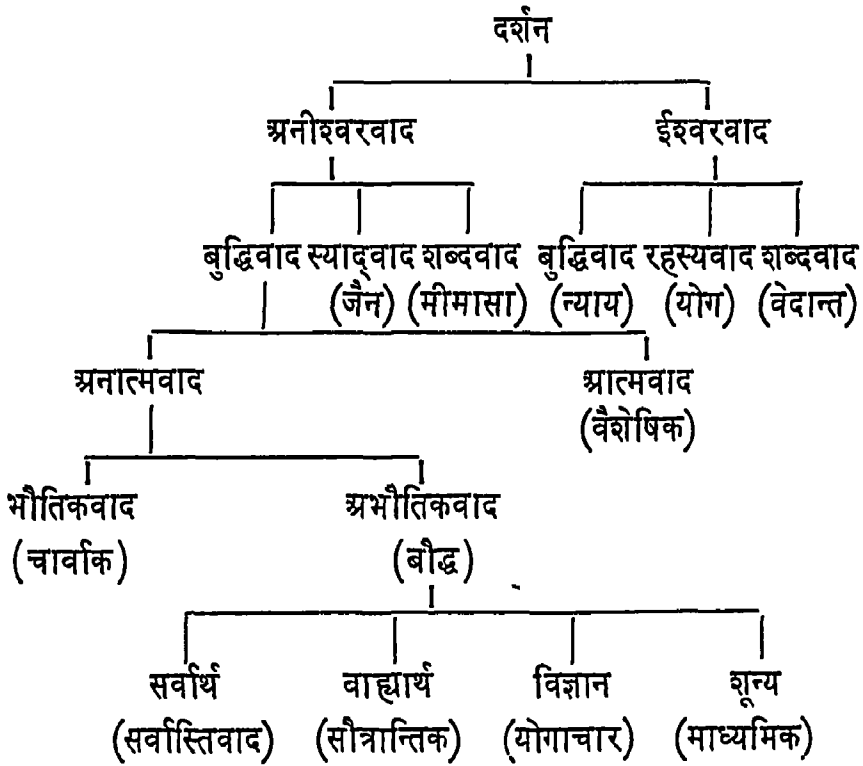 दर्शन
अनीश्वरवाद ईश्वरवाद
बुद्धिवाद स्याद्वाद शब्दवाद बुद्धिवाद रहस्यवाद शब्दवाद
(जैन) (मीमासा) (न्याय) (योग) (वेदान्त)
अनात्मवाद आत्मवाद
(वैशेषिक)
भौतिकवाद अभौतिकवाद
(चार्वाक) (बौद्ध)
सर्वार्थ वाह्यार्थ विज्ञान शून्य
(सर्वास्तिवाद) (सौत्रान्तिक) (योगाचार) (माध्यमिक)